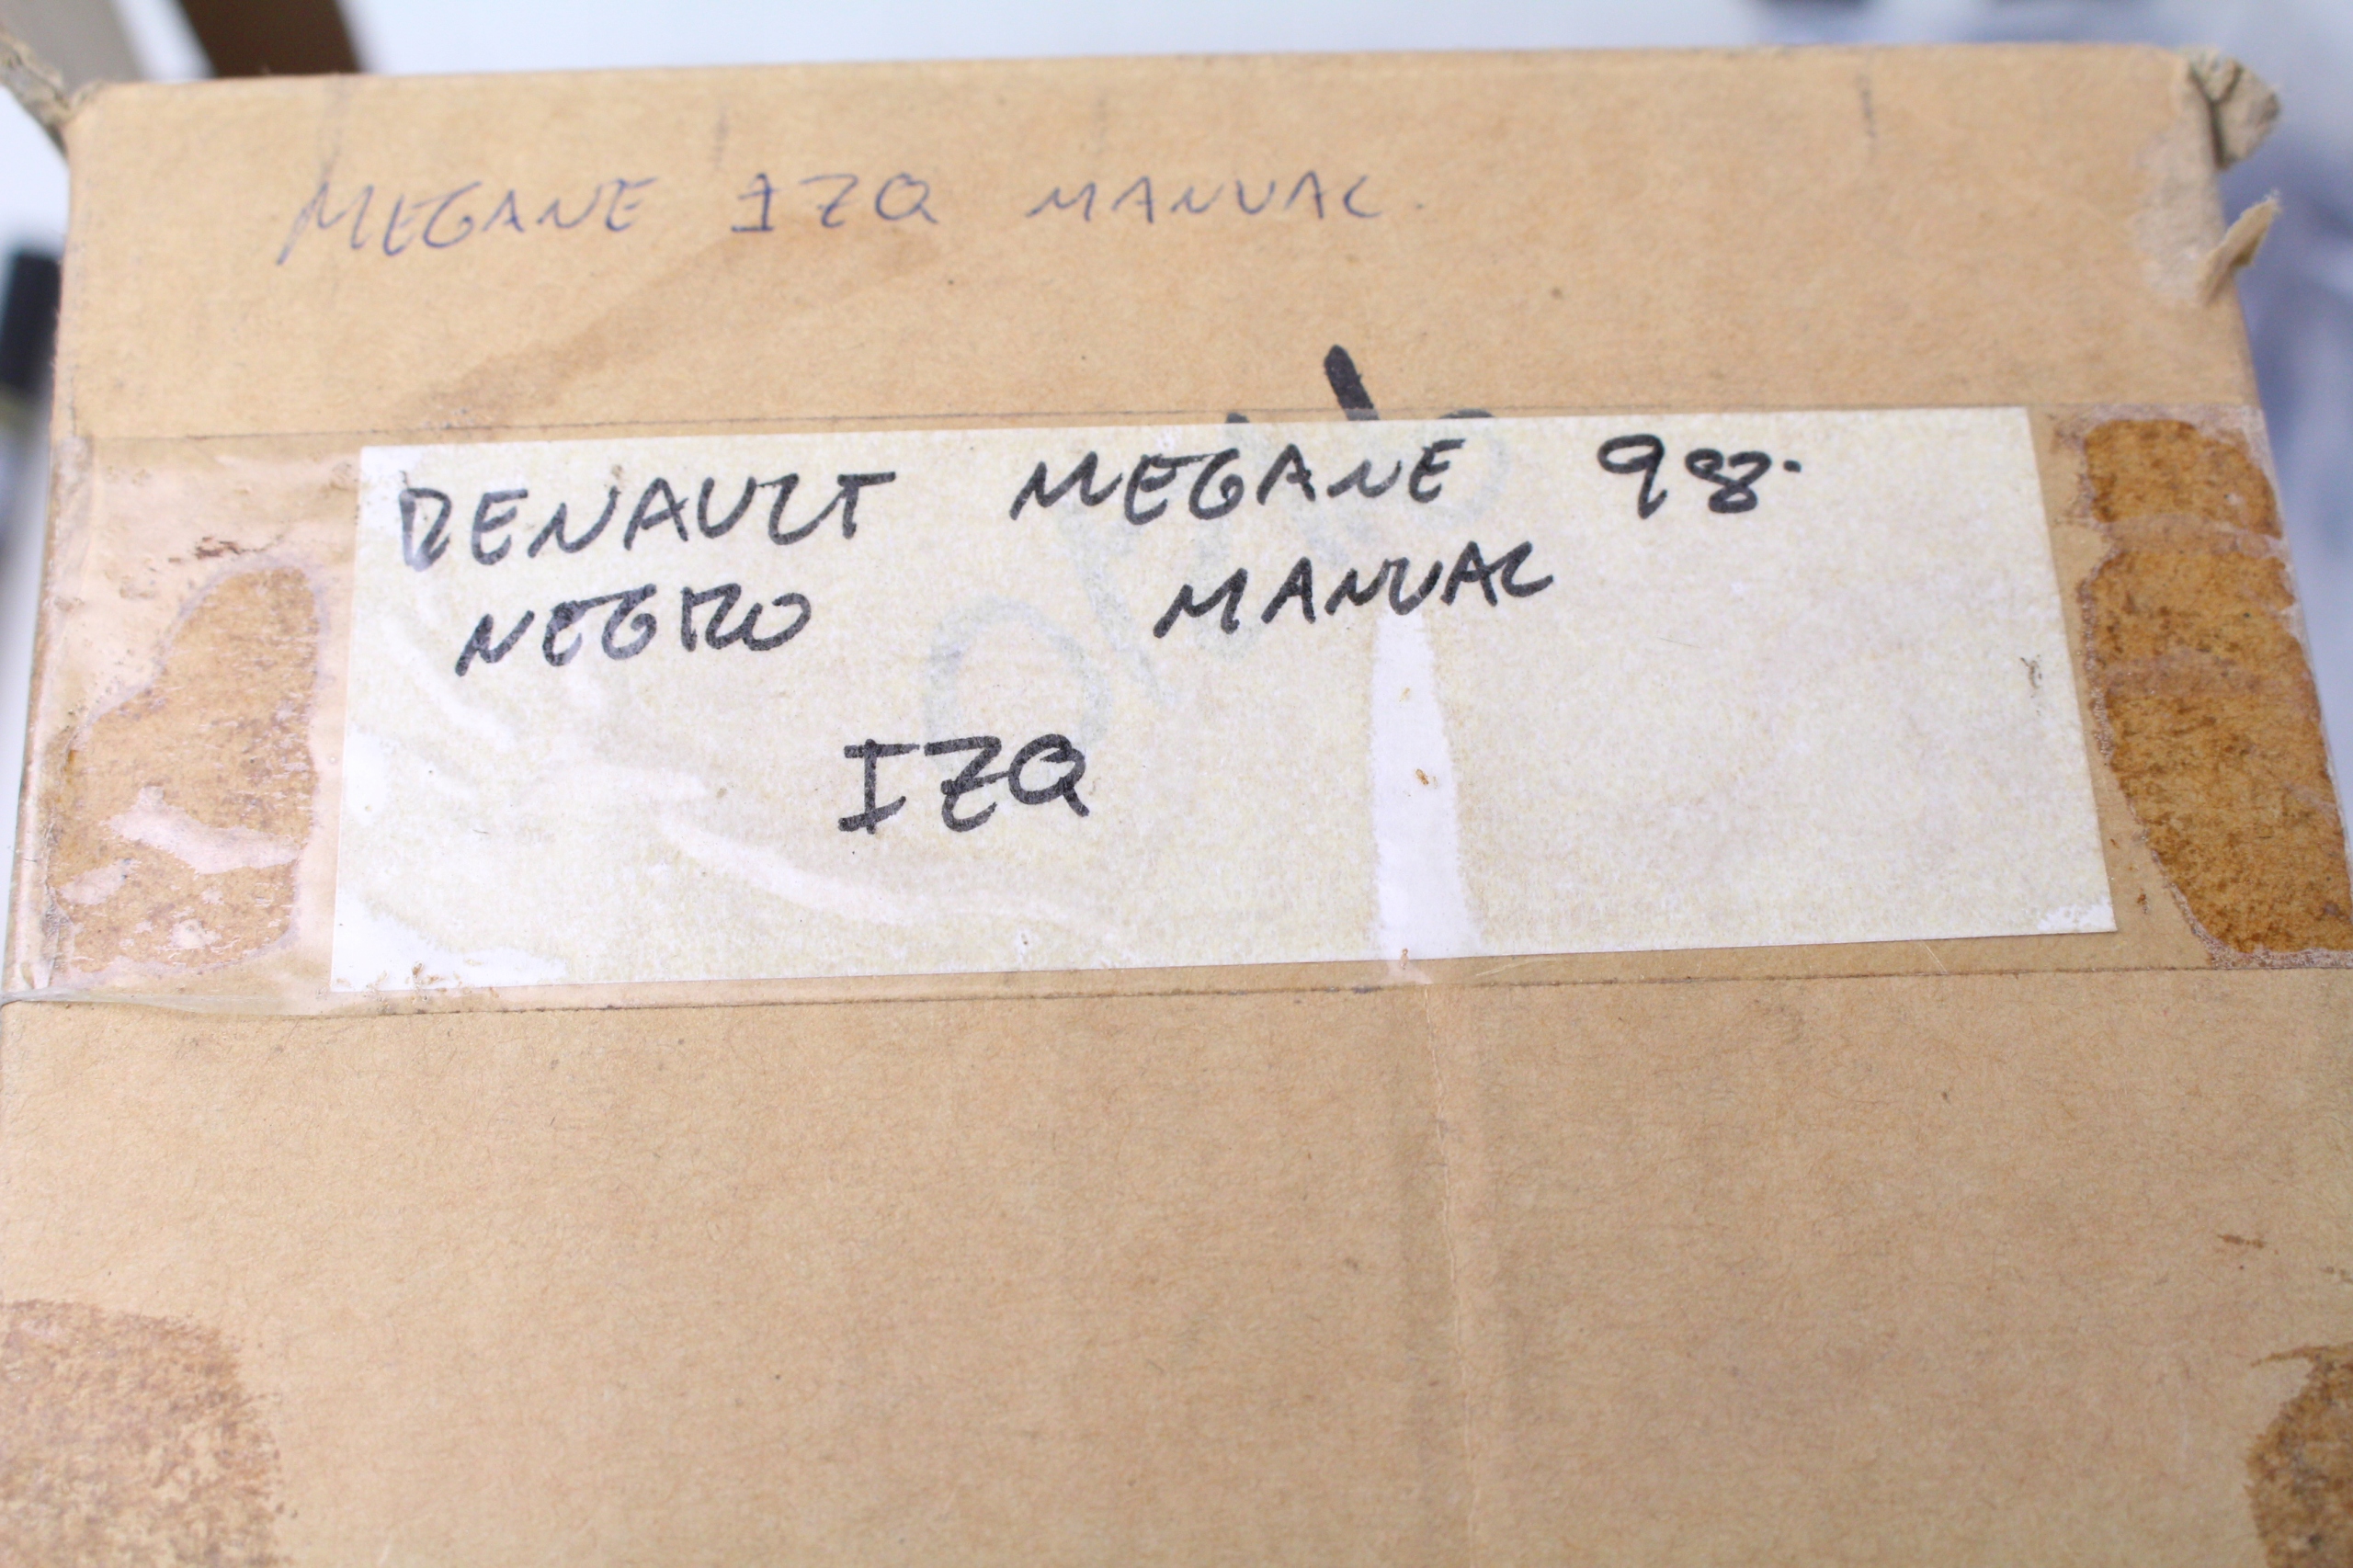 MEGANE IZQ MANUAL.
RENAULT MEGANE 98.
NEGRO MANUAL
IZQ